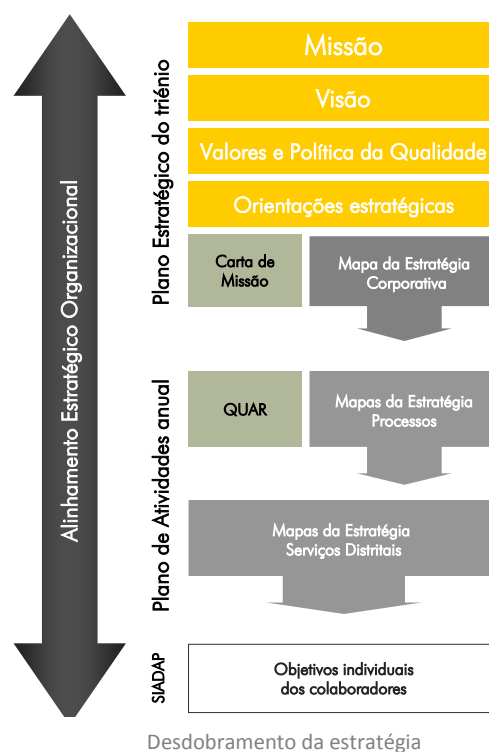 Alinhamento Estratégico Organizacional
Plano Estratégico do triénio
Missão
Visão
Valores e Política da Qualidade
Orientações estratégicas
Carta de
Missão
Mapa da Estratégia
Corporativa
Plano de Atividades anual
QUAR
Mapas da Estratégia
Processos
Mapas da Estratégia
Serviços Distritais
SIADAP
Objetivos individuais
dos colaboradores
Desdobramento da estratégia